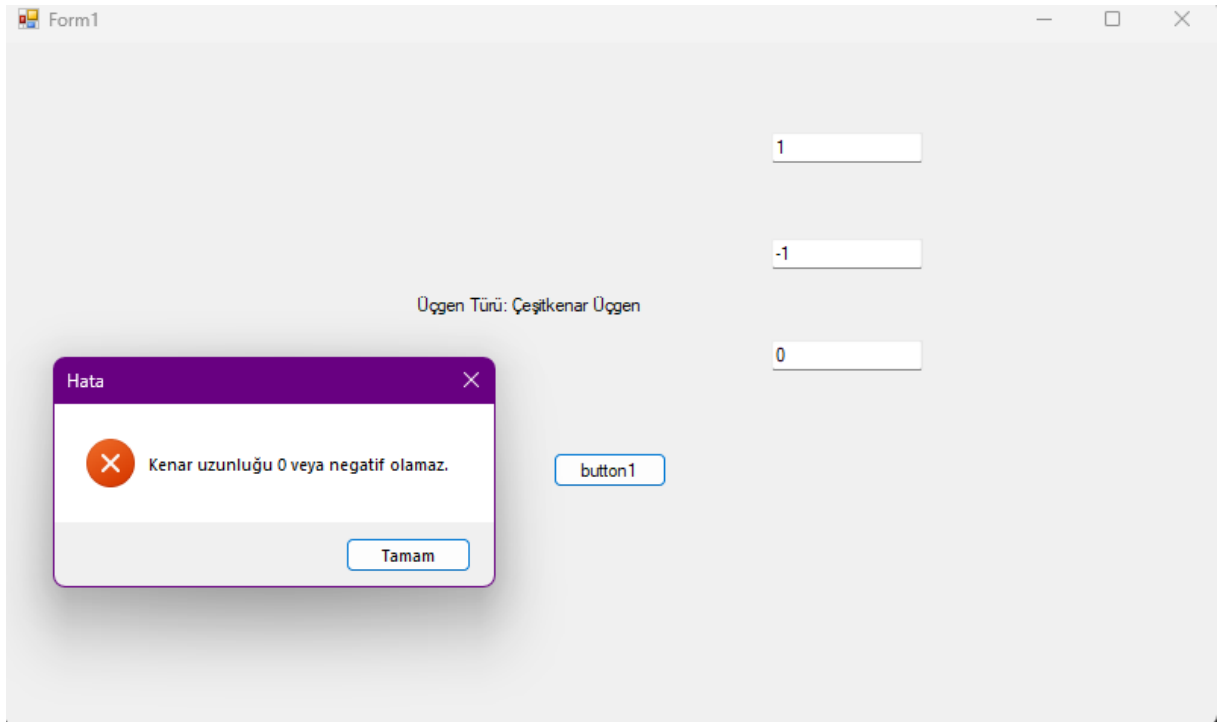 Form1
1
-1
Üçgen Türü: Çeşitkenar Üçgen
0
Hata
Kenar uzunluğu 0 veya negatif olamaz.
button1
Tamam